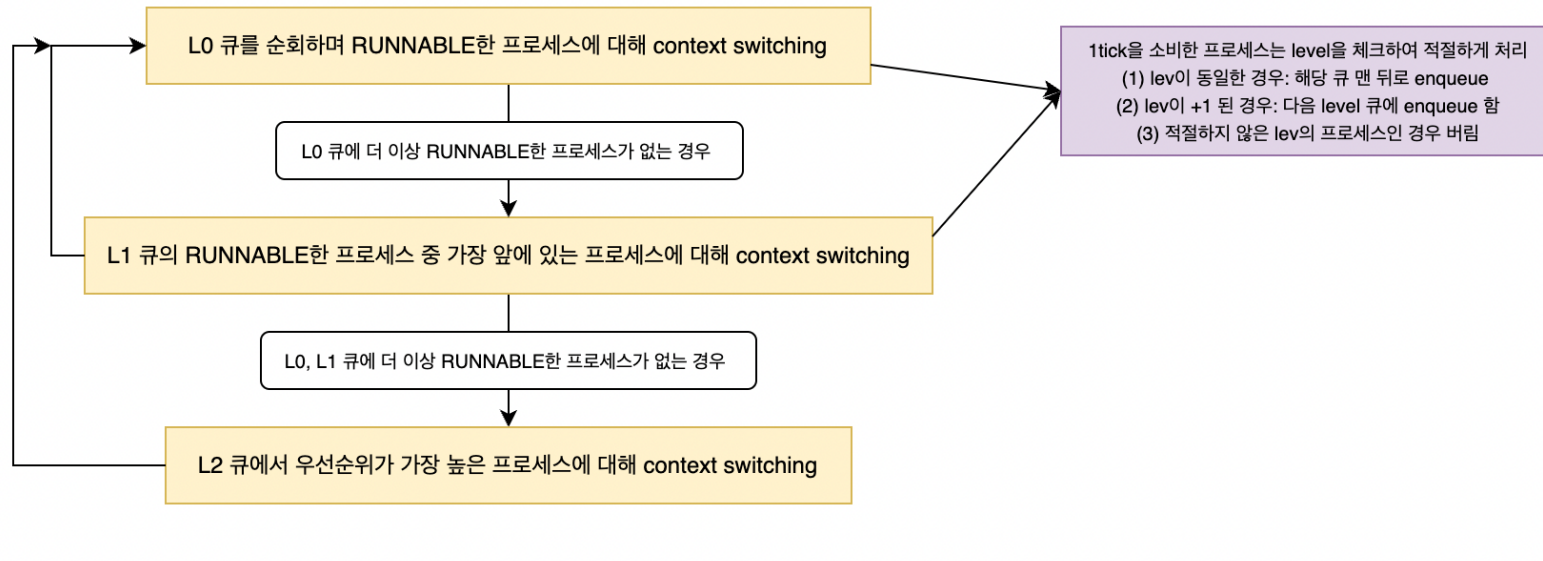 L0 큐를 순회하며 RUNNABLE한 프로세스에 대해 context switching
1tick을 소비한 프로세스는 level을 체크하여 적절하게 처리
(1) lev이 동일한 경우: 해당 큐 맨 뒤로 enqueue
(2) lev이 +1 된 경우: 다음 level 큐에 enqueue 함
(3) 적절하지 않은 lev의 프로세스인 경우 버림
L0 큐에 더 이상 RUNNABLE한 프로세스가 없는 경우
L1 큐의 RUNNABLE한 프로세스 중 가장 앞에 있는 프로세스에 대해 context switching
L0, L1 큐에 더 이상 RUNNABLE한 프로세스가 없는 경우
L2 큐에서 우선순위가 가장 높은 프로세스에 대해 context switching